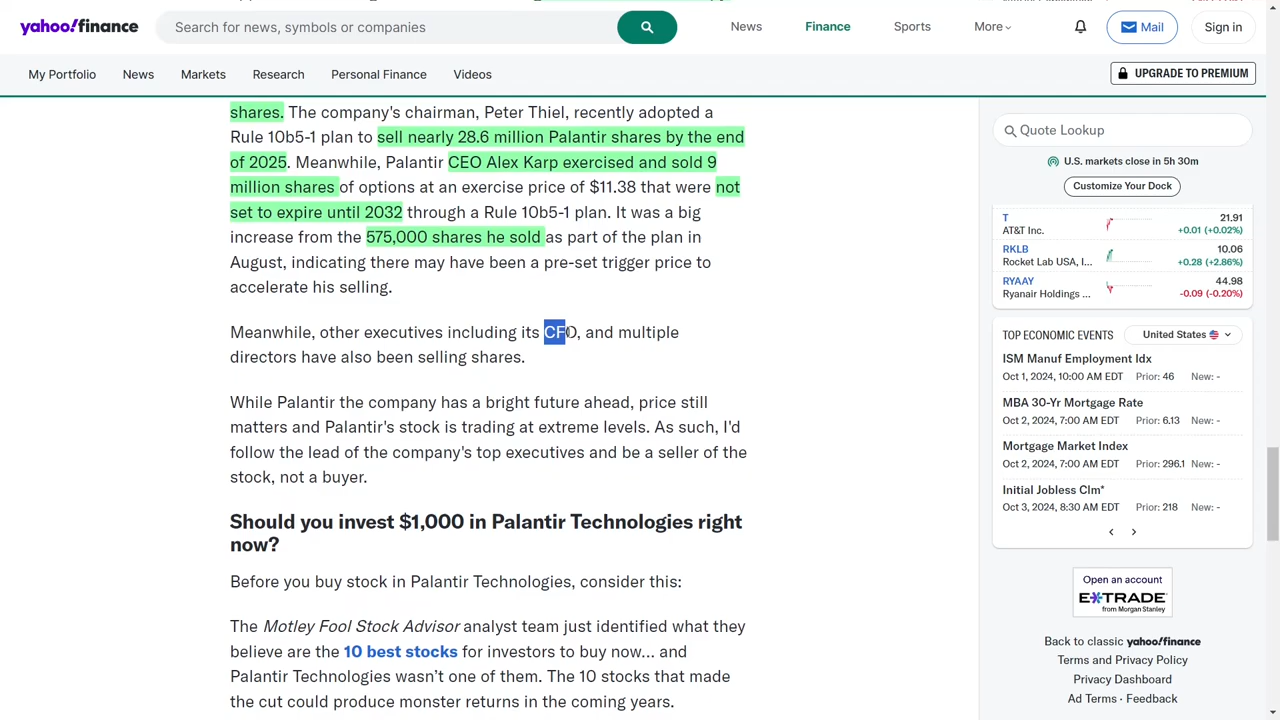 yahoo!finance
Search for news, symbols or companies
News
Finance
Sports
More
Mail
Sign in
My Portfolio
News
Markets
Research
Personal Finance
Videos
UPGRADE TO PREMIUM
shares. The company's chairman, Peter Thiel, recently adopted a
Rule 10b5-1 plan to sell nearly 28.6 million Palantir shares by the end
of 2025. Meanwhile, Palantir CEO Alex Karp exercised and sold 9
million shares of options at an exercise price of $11.38 that were not
set to expire until 2032 through a Rule 10b5-1 plan. It was a big
increase from the 575,000 shares he sold as part of the plan in
August, indicating there may have been a pre-set trigger price to
accelerate his selling.
Meanwhile, other executives including its CFO, and multiple
directors have also been selling shares.
While Palantir the company has a bright future ahead, price still
matters and Palantir's stock is trading at extreme levels. As such, I'd
follow the lead of the company's top executives and be a seller of the
stock, not a buyer.
Should you invest $1,000 in Palantir Technologies right
now?
Before you buy stock in Palantir Technologies, consider this:
The Motley Fool Stock Advisor analyst team just identified what they
believe are the 10 best stocks for investors to buy now… and
Palantir Technologies wasn't one of them. The 10 stocks that made
the cut could produce monster returns in the coming years.
Quote Lookup
U.S. markets close in 5h 30m
Customize Your Dock
T 21.91
AT&T Inc. +0.01 (+0.02%)
RKLB 10.06
Rocket Lab USA, I... +0.28 (+2.86%)
RYAAY 44.98
Ryanair Holdings ... -0.09 (-0.20%)
TOP ECONOMIC EVENTS United States
ISM Manuf Employment Idx
Oct 1, 2024, 10:00 AM EDT Prior: 46 New: -
MBA 30-Yr Mortgage Rate
Oct 2, 2024, 7:00 AM EDT Prior: 6.13 New: -
Mortgage Market Index
Oct 2, 2024, 7:00 AM EDT Prior: 296.1 New: -
Initial Jobless Clm*
Oct 3, 2024, 8:30 AM EDT Prior: 218 New: -
Open an account
E*TRADE
from Morgan Stanley
Back to classic yahoo!finance
Terms and Privacy Policy
Privacy Dashboard
Ad Terms · Feedback